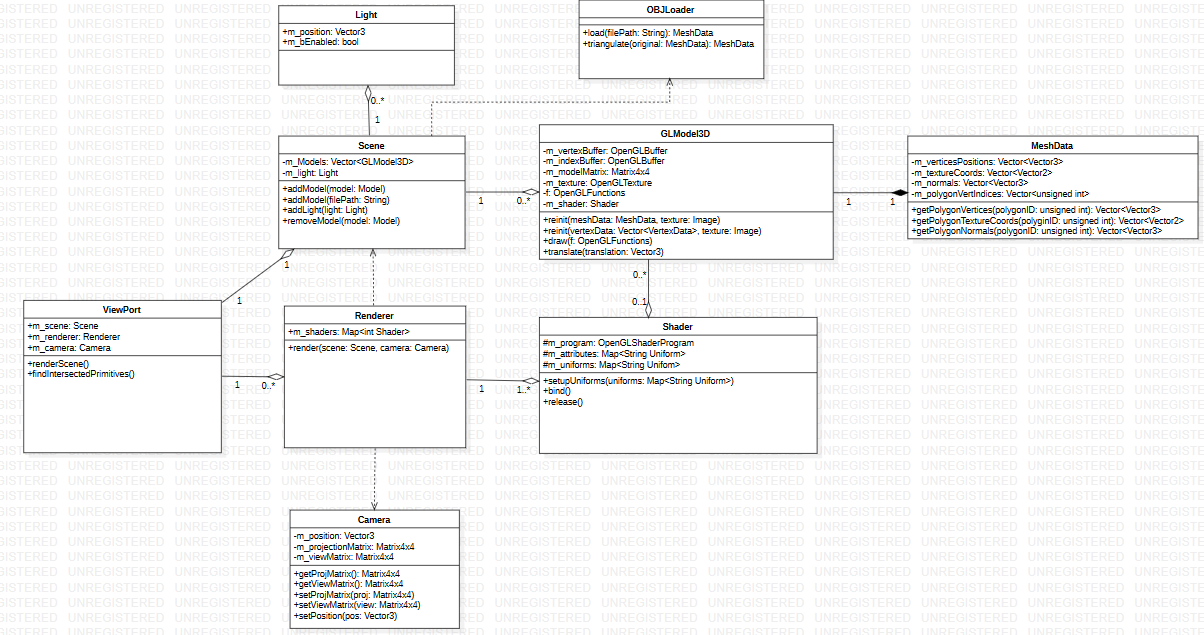 Light
+m_position: Vector3
+m_bEnabled: bool
OBJLoader
+load(filePath: String): MeshData
+triangulate(original: MeshData): MeshData
0..*
1
Scene
-m_Models: Vector<GLModel3D>
-m_light: Light
+addModel(model: Model)
+addModel(filePath: String)
+addLight(light: Light)
+removeModel(model: Model)
1
0..*
GLModel3D
-m_vertexBuffer: OpenGLBuffer
-m_indexBuffer: OpenGLBuffer
-m_modelMatrix: Matrix4x4
-m_texture: OpenGLTexture
-f: OpenGLFunctions
-m_shader: Shader
+reinit(meshData: MeshData, texture: Image)
+reinit(vertexData: Vector<VertexData>, texture: Image)
+draw(f: OpenGLFunctions)
+translate(translation: Vector3)
1
1
MeshData
-m_verticesPositions: Vector<Vector3>
-m_textureCoords: Vector<Vector2>
-m_normals: Vector<Vector3>
-m_polygonVertIndices: Vector<unsigned int>
+getPolygonVertices(polygonID: unsigned int): Vector<Vector3>
+getPolygonTextureCoords(polyginID: unsigned int): Vector<Vector2>
+getPolygonNormals(polygonID: unsigned int): Vector<Vector3>
1
1
0..*
0..1
ViewPort
+m_scene: Scene
+m_renderer: Renderer
+m_camera: Camera
+renderScene()
+findIntersectedPrimitives()
1
0..*
Renderer
+m_shaders: Map<int Shader>
+render(scene: Scene, camera: Camera)
1
1..*
Shader
#m_program: OpenGLShaderProgram
#m_attributes: Map<String Uniform>
#m_uniforms: Map<String Unifom>
+setupUniforms(uniforms: Map<String Uniform>)
+bind()
+release()
Camera
-m_position: Vector3
-m_projectionMatrix: Matrix4x4
-m_viewMatrix: Matrix4x4
+getProjMatrix(): Matrix4x4
+getViewMatrix(): Matrix4x4
+setProjMatrix(proj: Matrix4x4)
+setViewMatrix(view: Matrix4x4)
+setPosition(pos: Vector3)
UNREGISTERED